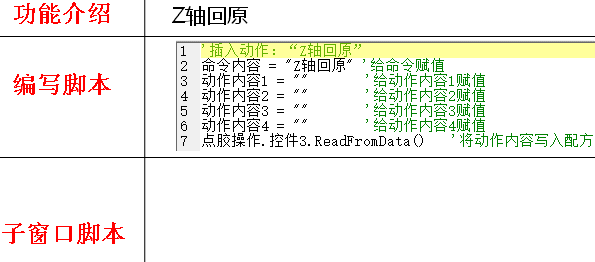 功能介绍 Z轴回原
编写脚本
1 '插入动作：“Z轴回原”
2 命令内容 = "Z轴回原" '给命令赋值
3 动作内容1 = "" '给动作内容1赋值
4 动作内容2 = "" '给动作内容2赋值
5 动作内容3 = "" '给动作内容3赋值
6 动作内容4 = "" '给动作内容4赋值
7 点胶操作.控件3.ReadFromData() '将动作内容写入配方
子窗口脚本